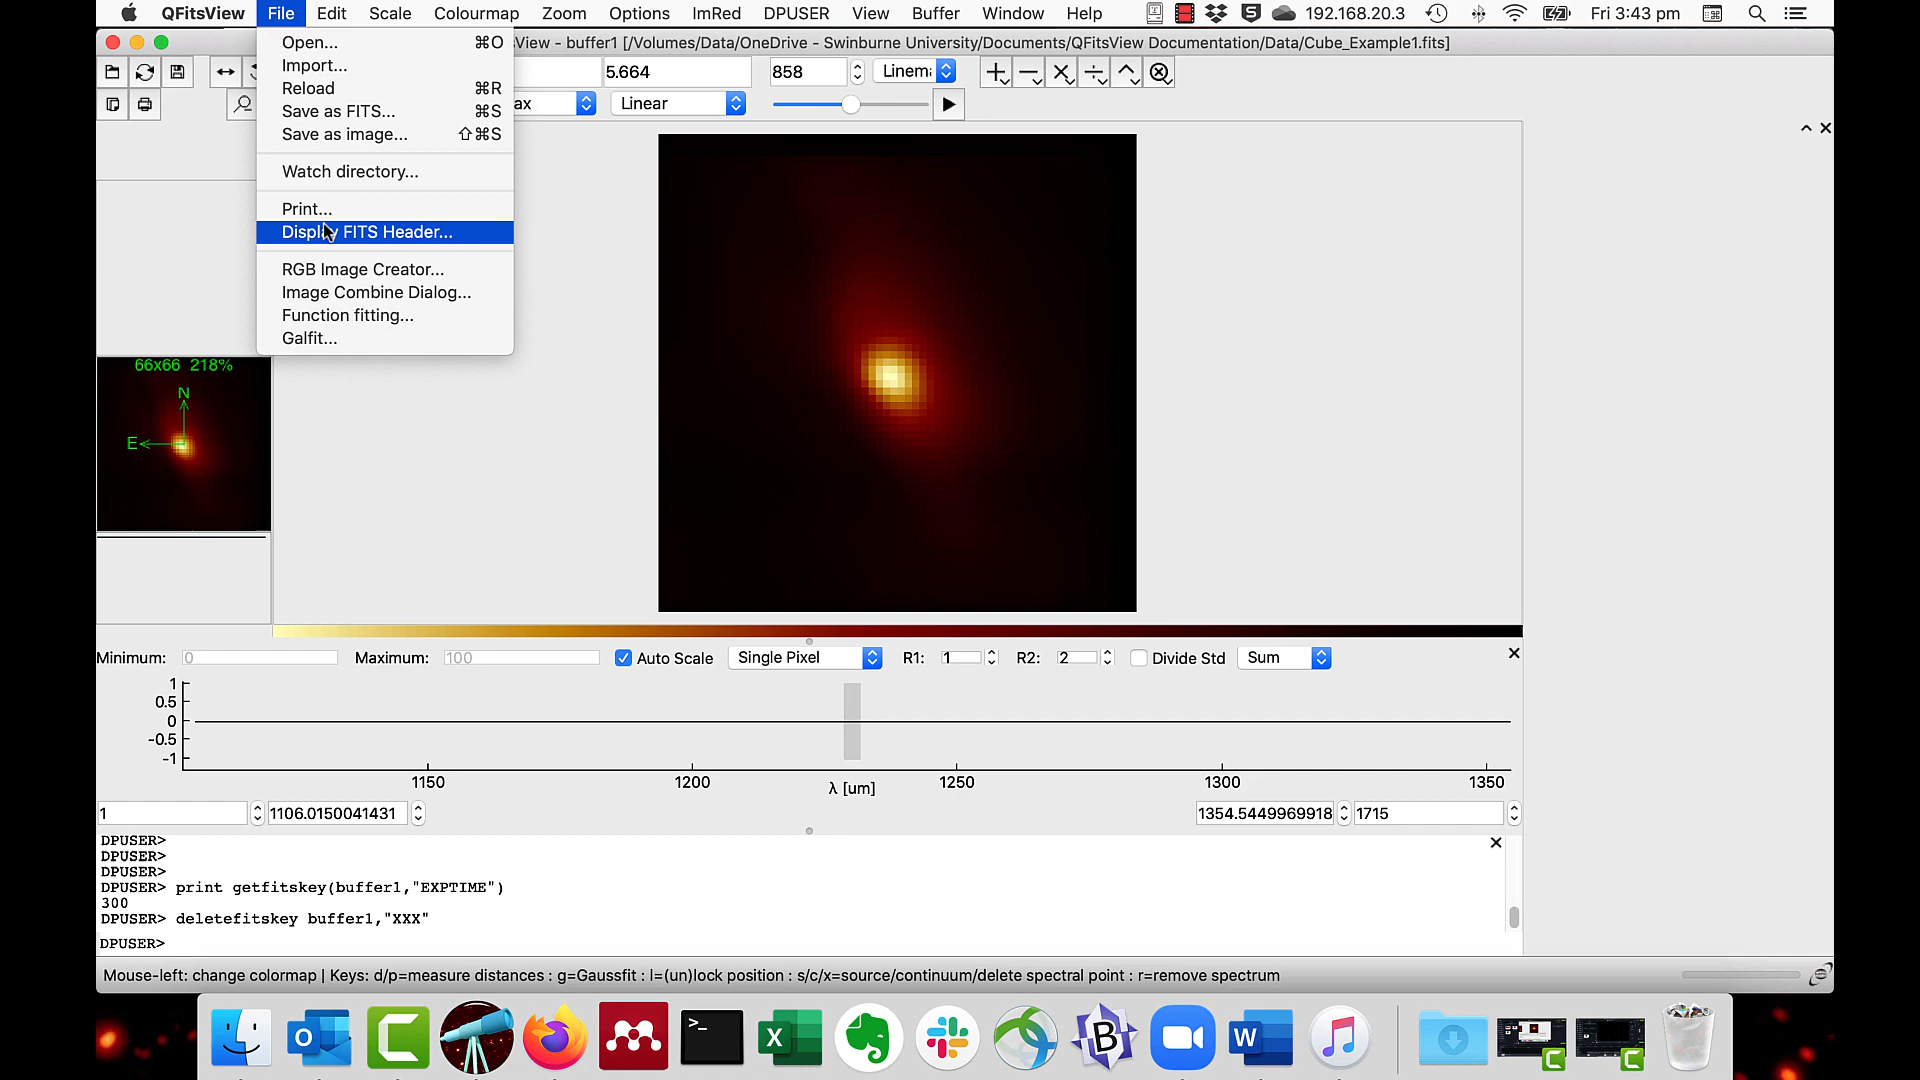 QFitsView File Edit Scale Colourmap Zoom Options ImRed DPUSER View Buffer Window Help 192.168.20.3 Fri 3:43 pm
sView - buffer1 [/Volumes/Data/OneDrive - Swinburne University/Documents/QFitsView Documentation/Data/Cube_Example1.fits]
Open... ⌘O
Import...
Reload ⌘R
Save as FITS... ⌘S
Save as image... ⇧⌘S
Watch directory...
Print...
Display FITS Header...
RGB Image Creator...
Image Combine Dialog...
Function fitting...
Galfit...
5.664 858
ax Linear
66x66 218%
N
E
Minimum: 0 Maximum: 100 Auto Scale Single Pixel R1: 1 R2: 2 Divide Std Sum
1
0.5
0
-0.5
-1
1150 1200 1250 1300 1350
λ [um]
1 1106.0150041431 1354.5449969918 1715
DPUSER>
DPUSER>
DPUSER>
DPUSER> print getfitskey(buffer1,"EXPTIME")
300
DPUSER> deletefitskey buffer1,"XXX"
DPUSER>
Mouse-left: change colormap | Keys: d/p=measure distances : g=Gaussfit : l=(un)lock position : s/c/x=source/continuum/delete spectral point : r=remove spectrum